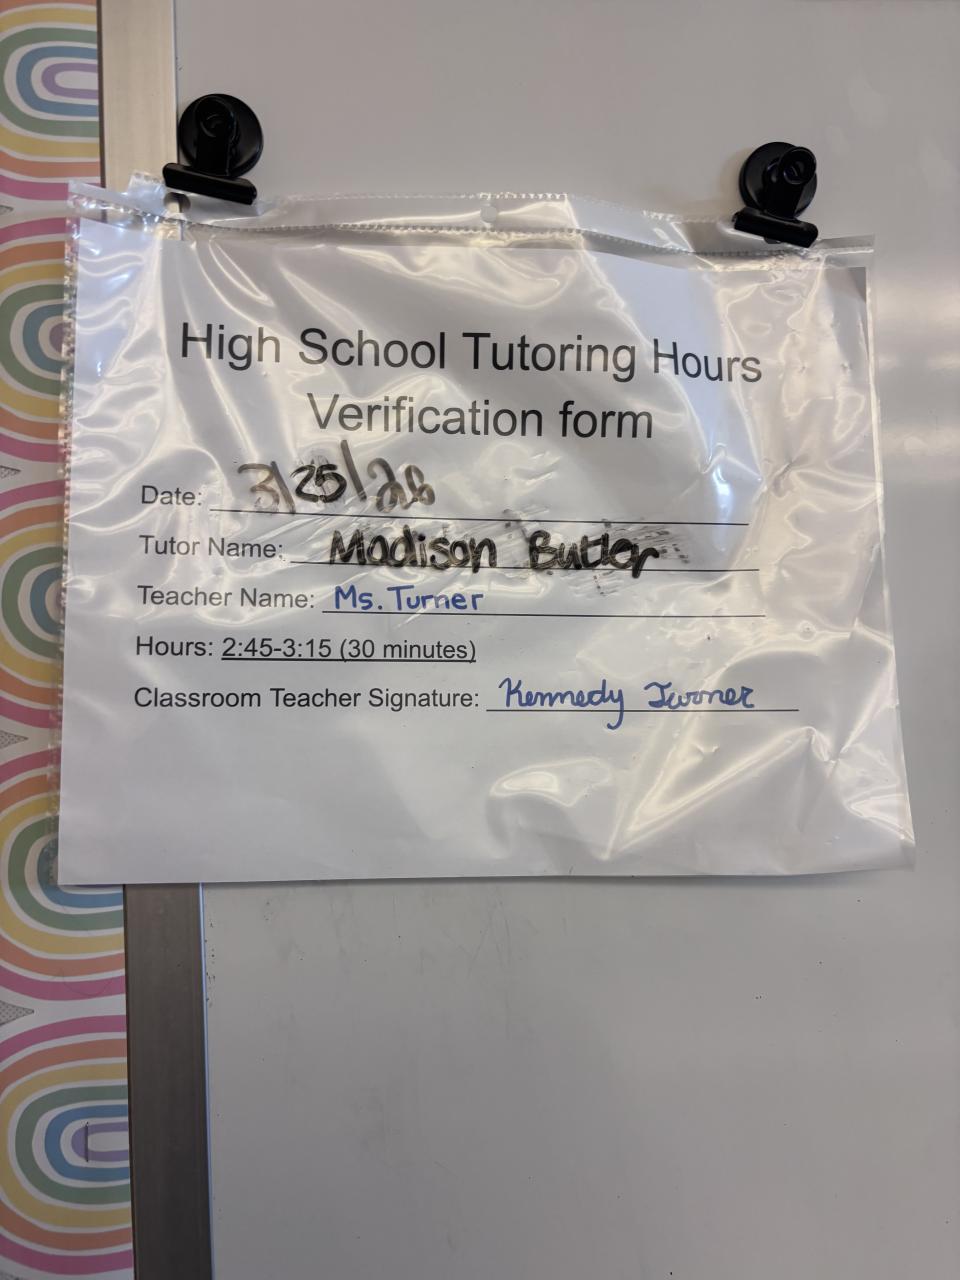 High School Tutoring Hours
Verification form
Date: 3/25/26
Tutor Name: Madison Butler
Teacher Name: Ms. Turner
Hours: 2:45-3:15 (30 minutes)
Classroom Teacher Signature: Kennedy Turner